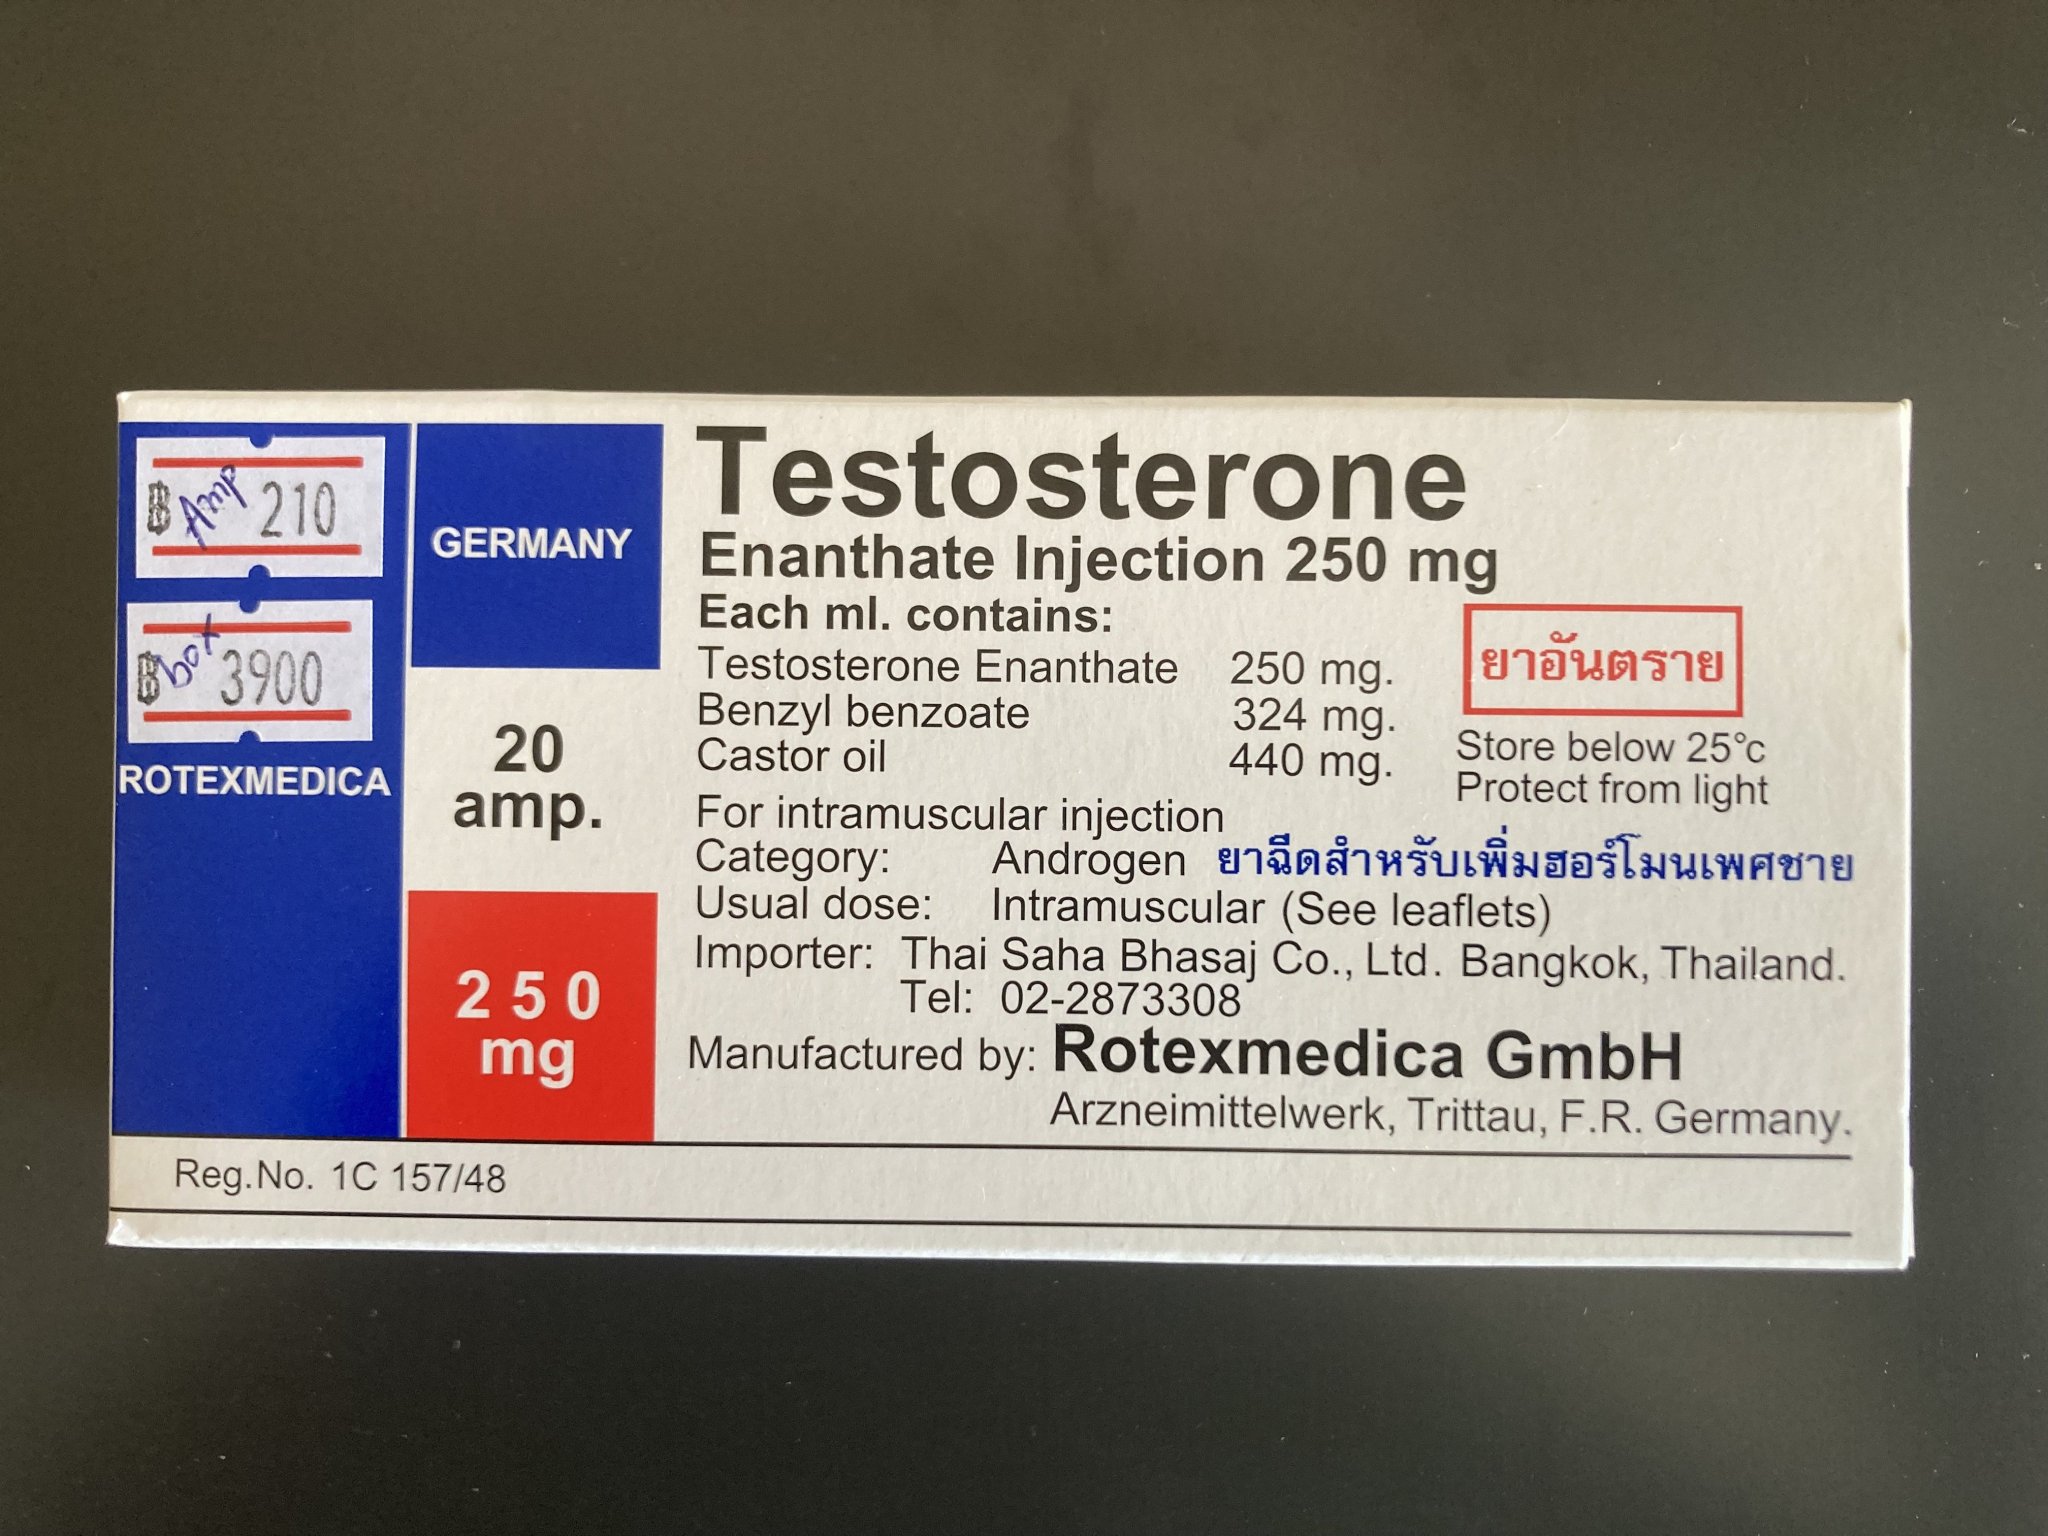 ฿ Amp 210
฿ box 3900
ROTEXMEDICA
GERMANY
20
amp.
250
mg
Testosterone
Enanthate Injection 250 mg
Each ml. contains:
Testosterone Enanthate 250 mg.
Benzyl benzoate 324 mg.
Castor oil 440 mg.
ยาอันตราย
Store below 25°c
Protect from light
For intramuscular injection
Category: Androgen ยาฉีดสำหรับเพิ่มฮอร์โมนเพศชาย
Usual dose: Intramuscular (See leaflets)
Importer: Thai Saha Bhasaj Co., Ltd. Bangkok, Thailand.
Tel: 02-2873308
Manufactured by: Rotexmedica GmbH
Arzneimittelwerk, Trittau, F.R. Germany.
Reg.No. 1C 157/48